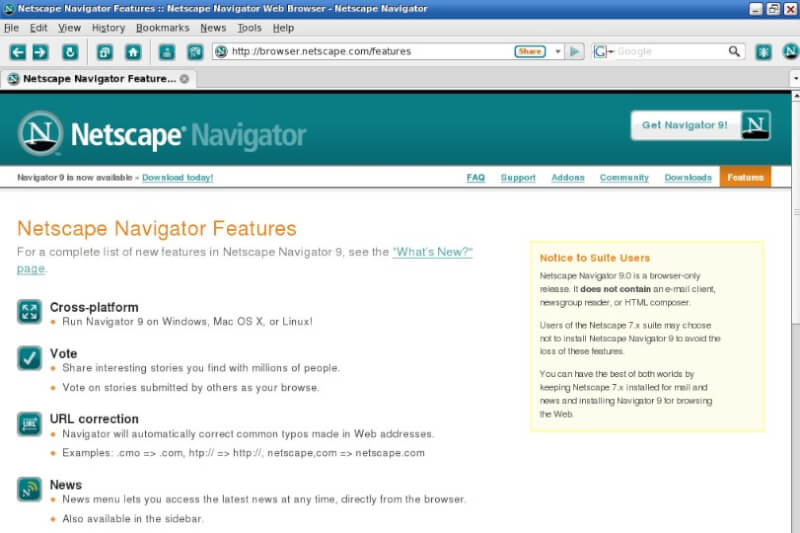 Netscape Navigator Features :: Netscape Navigator Web Browser - Netscape Navigator
File Edit View History Bookmarks News Tools Help
http://browser.netscape.com/features Share G Google
Netscape Navigator Feature...
N Netscape® Navigator
Get Navigator 9! N
Navigator 9 is now available » Download today!
FAQ Support Addons Community Downloads Features
Netscape Navigator Features
For a complete list of new features in Netscape Navigator 9, see the "What's New?"
page.
Cross-platform
Run Navigator 9 on Windows, Mac OS X, or Linux!
Vote
Share interesting stories you find with millions of people.
Vote on stories submitted by others as your browse.
URL correction
URL
Navigator will automatically correct common typos made in Web addresses.
Examples: .cmo => .com, htp:// => http://, netscape,com => netscape.com
News
News menu lets you access the latest news at any time, directly from the browser.
Also available in the sidebar.
Notice to Suite Users
Netscape Navigator 9.0 is a browser-only
release. It does not contain an e-mail client,
newsgroup reader, or HTML composer.
Users of the Netscape 7.x suite may choose
not to install Netscape Navigator 9 to avoid the
loss of these features.
You can have the best of both worlds by
keeping Netscape 7.x installed for mail and
news and installing Navigator 9 for browsing
the Web.